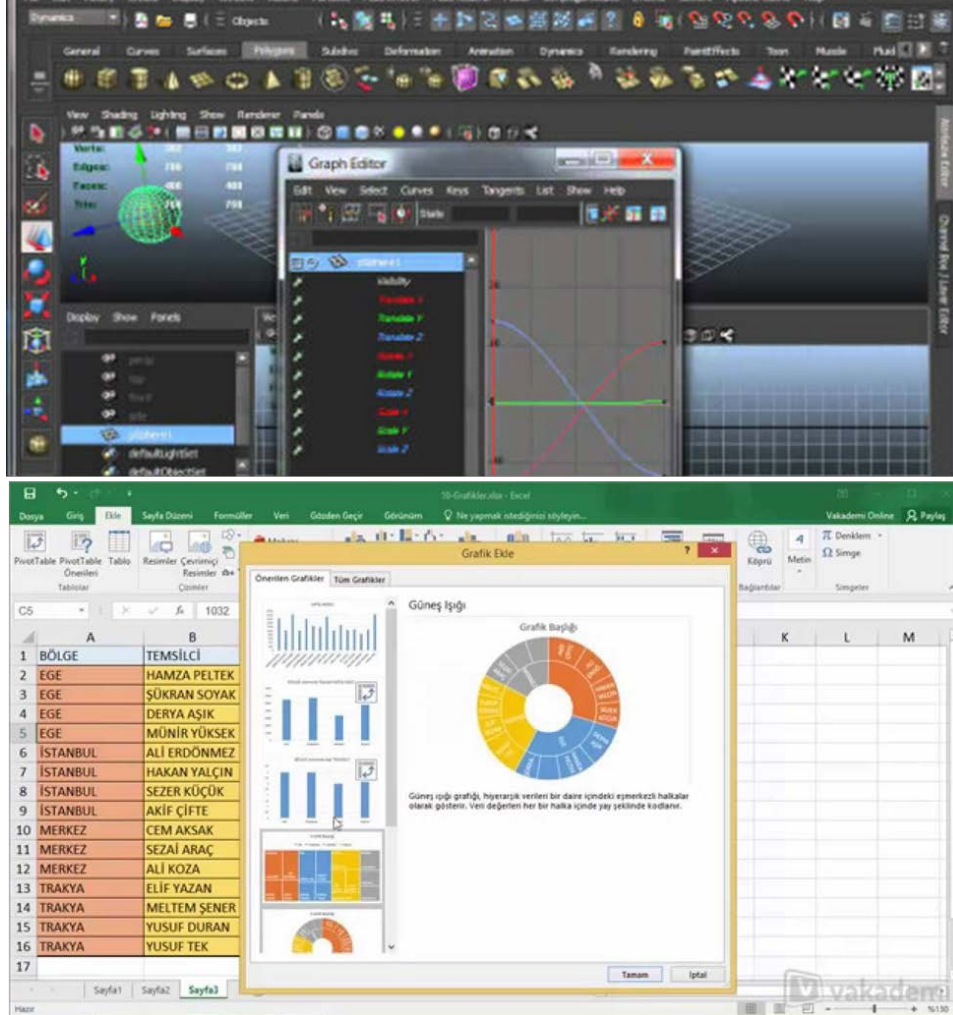 Dynamics Objects
General Curves Surfaces Polygons Subdivs Deformation Animation Dynamics Rendering PaintEffects Toon Muscle Fluid
View Shading Lighting Show Renderer Panels
Verts:
Edges:
Faces:
Tris:
Graph Editor
Edit View Select Curves Keys Tangents List Show Help
Stats
pSphere1
Visibility
Translate X
Translate Y
Translate Z
Rotate X
Rotate Y
Rotate Z
Scale X
Scale Y
Scale Z
Display Show Panels
persp
top
front
side
pSphere1
defaultLightSet
defaultObjectSet
Attribute Editor
Channel Box / Layer Editor
10-Grafikler.xlsx - Excel
Dosya Giriş Ekle Sayfa Düzeni Formüller Veri Gözden Geçir Görünüm Ne yapmak istediğinizi söyleyin... Vakademi Online Paylaş
PivotTable PivotTable Önerileri Tablo
Resimler Çevrimiçi Resimler
Köprü Metin Denklem Simge
Tablolar Çizimler Bağlantılar Simgeler
C5 fx 1032
A B K L M
1 BÖLGE TEMSİLCİ
2 EGE HAMZA PELTEK
3 EGE ŞÜKRAN SOYAK
4 EGE DERYA AŞIK
5 EGE MÜNİR YÜKSEK
6 İSTANBUL ALİ ERDÖNMEZ
7 İSTANBUL HAKAN YALÇIN
8 İSTANBUL SEZER KÜÇÜK
9 İSTANBUL AKİF ÇİFTE
10 MERKEZ CEM AKSAK
11 MERKEZ SEZAİ ARAÇ
12 MERKEZ ALİ KOZA
13 TRAKYA ELİF YAZAN
14 TRAKYA MELTEM ŞENER
15 TRAKYA YUSUF DURAN
16 TRAKYA YUSUF TEK
17
Grafik Ekle
Önerilen Grafikler Tüm Grafikler
Güneş Işığı
Grafik Başlığı
Güneş ışığı grafiği, hiyerarşik verileri bir daire içindeki eşmerkezli halkalar
olarak gösterir. Veri değerleri her bir halka içinde yay şeklinde kodlanır.
Tamam İptal
Sayfa1 Sayfa2 Sayfa3
vakademi
Hazır %130